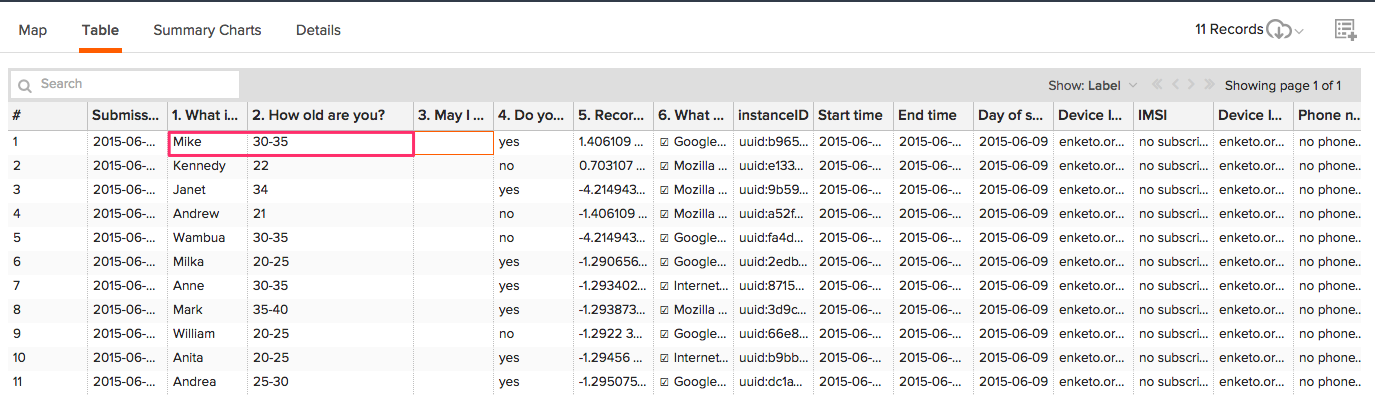 Map Table Summary Charts Details 11 Records
Search Show: Label Showing page 1 of 1
# Submiss... 1. What i... 2. How old are you? 3. May I ... 4. Do yo... 5. Recor... 6. What ... instanceID Start time End time Day of s... Device I... IMSI Device I... Phone n...
1 2015-06-... Mike 30-35 yes 1.406109 ... ☑ Google... uuid:b965... 2015-06-... 2015-06-... 2015-06-09 enketo.or... no subscri... enketo.or... no phone...
2 2015-06-... Kennedy 22 no 0.703107 ... ☑ Mozilla ... uuid:e133... 2015-06-... 2015-06-... 2015-06-09 enketo.or... no subscri... enketo.or... no phone...
3 2015-06-... Janet 34 yes -4.214943... ☑ Mozilla ... uuid:9b59... 2015-06-... 2015-06-... 2015-06-09 enketo.or... no subscri... enketo.or... no phone...
4 2015-06-... Andrew 21 no -1.406109 ... ☑ Mozilla ... uuid:a52f... 2015-06-... 2015-06-... 2015-06-09 enketo.or... no subscri... enketo.or... no phone...
5 2015-06-... Wambua 30-35 no -4.214943... ☑ Google... uuid:fa4d... 2015-06-... 2015-06-... 2015-06-09 enketo.or... no subscri... enketo.or... no phone...
6 2015-06-... Milka 20-25 yes -1.290656... ☑ Google... uuid:2edb... 2015-06-... 2015-06-... 2015-06-09 enketo.or... no subscri... enketo.or... no phone...
7 2015-06-... Anne 30-35 yes -1.293402... ☑ Internet... uuid:8715... 2015-06-... 2015-06-... 2015-06-09 enketo.or... no subscri... enketo.or... no phone...
8 2015-06-... Mark 35-40 yes -1.293873... ☑ Mozilla ... uuid:3d9c... 2015-06-... 2015-06-... 2015-06-09 enketo.or... no subscri... enketo.or... no phone...
9 2015-06-... William 20-25 no -1.2922 3... ☑ Google... uuid:66e8... 2015-06-... 2015-06-... 2015-06-09 enketo.or... no subscri... enketo.or... no phone...
10 2015-06-... Anita 20-25 yes -1.29456 ... ☑ Internet... uuid:b9bb... 2015-06-... 2015-06-... 2015-06-09 enketo.or... no subscri... enketo.or... no phone...
11 2015-06-... Andrea 25-30 yes -1.295075... ☑ Google... uuid:dc1a... 2015-06-... 2015-06-... 2015-06-09 enketo.or... no subscri... enketo.or... no phone...